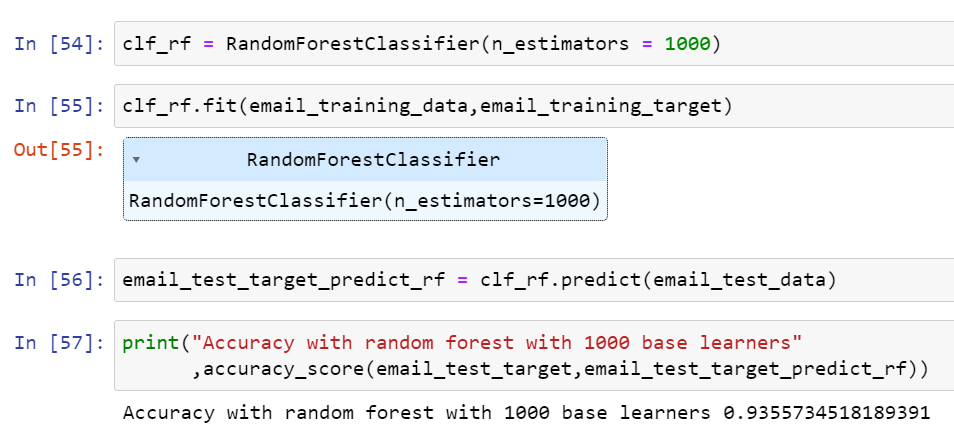 In [54]: clf_rf = RandomForestClassifier(n_estimators = 1000)
In [55]: clf_rf.fit(email_training_data,email_training_target)
Out[55]: ▾ RandomForestClassifier
RandomForestClassifier(n_estimators=1000)
In [56]: email_test_target_predict_rf = clf_rf.predict(email_test_data)
In [57]: print("Accuracy with random forest with 1000 base learners"
,accuracy_score(email_test_target,email_test_target_predict_rf))
Accuracy with random forest with 1000 base learners 0.9355734518189391